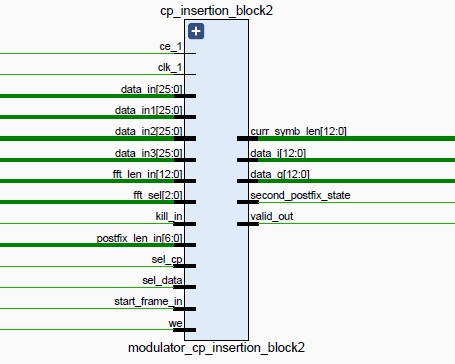 cp_insertion_block2
ce_1
clk_1
data_in[25:0]
data_in1[25:0]
data_in2[25:0]
data_in3[25:0]
fft_len_in[12:0]
fft_sel[2:0]
kill_in
postfix_len_in[6:0]
sel_cp
sel_data
start_frame_in
we
curr_symb_len[12:0]
data_i[12:0]
data_q[12:0]
second_postfix_state
valid_out
modulator_cp_insertion_block2